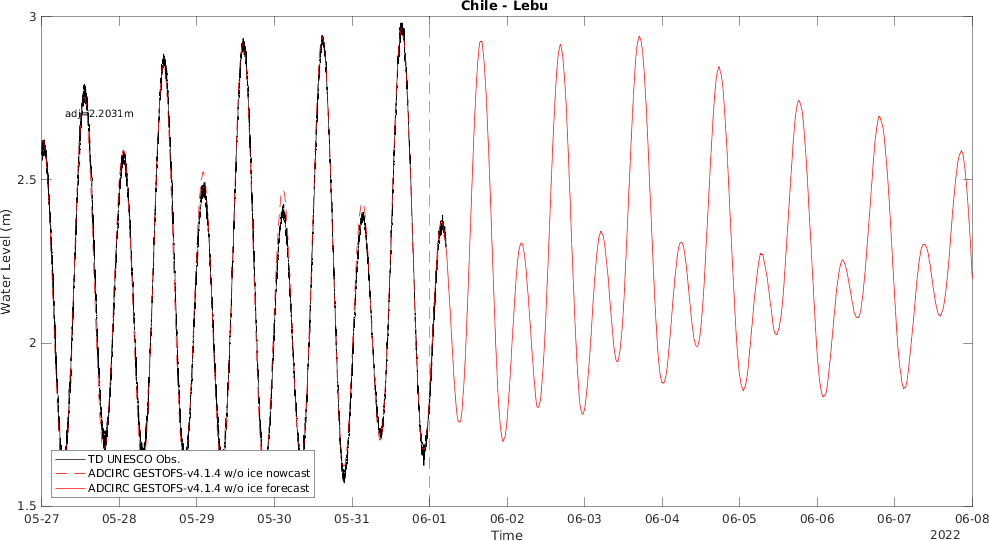 Chile - Lebu
3
2.5
2
1.5
Water Level (m)
adj=2.2031m
TD UNESCO Obs.
ADCIRC GESTOFS-v4.1.4 w/o ice nowcast
ADCIRC GESTOFS-v4.1.4 w/o ice forecast
05-27 05-28 05-29 05-30 05-31 06-01 06-02 06-03 06-04 06-05 06-06 06-07 06-08
Time
2022